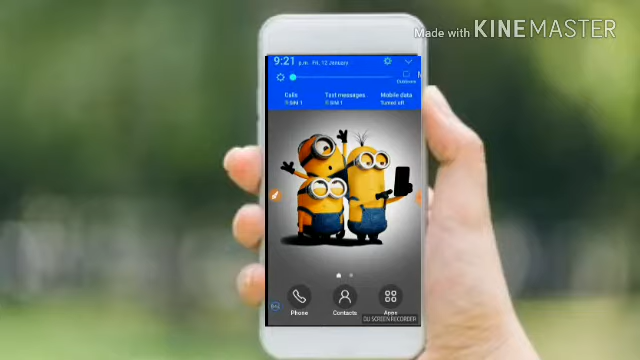 Made with KINEMASTER
9:21 p.m. Fri, 12 January
Calls
SIM 1
Text messages
SIM 1
Mobile data
Turned off
Phone
Contacts
Apps
DU SCREEN RECORDER